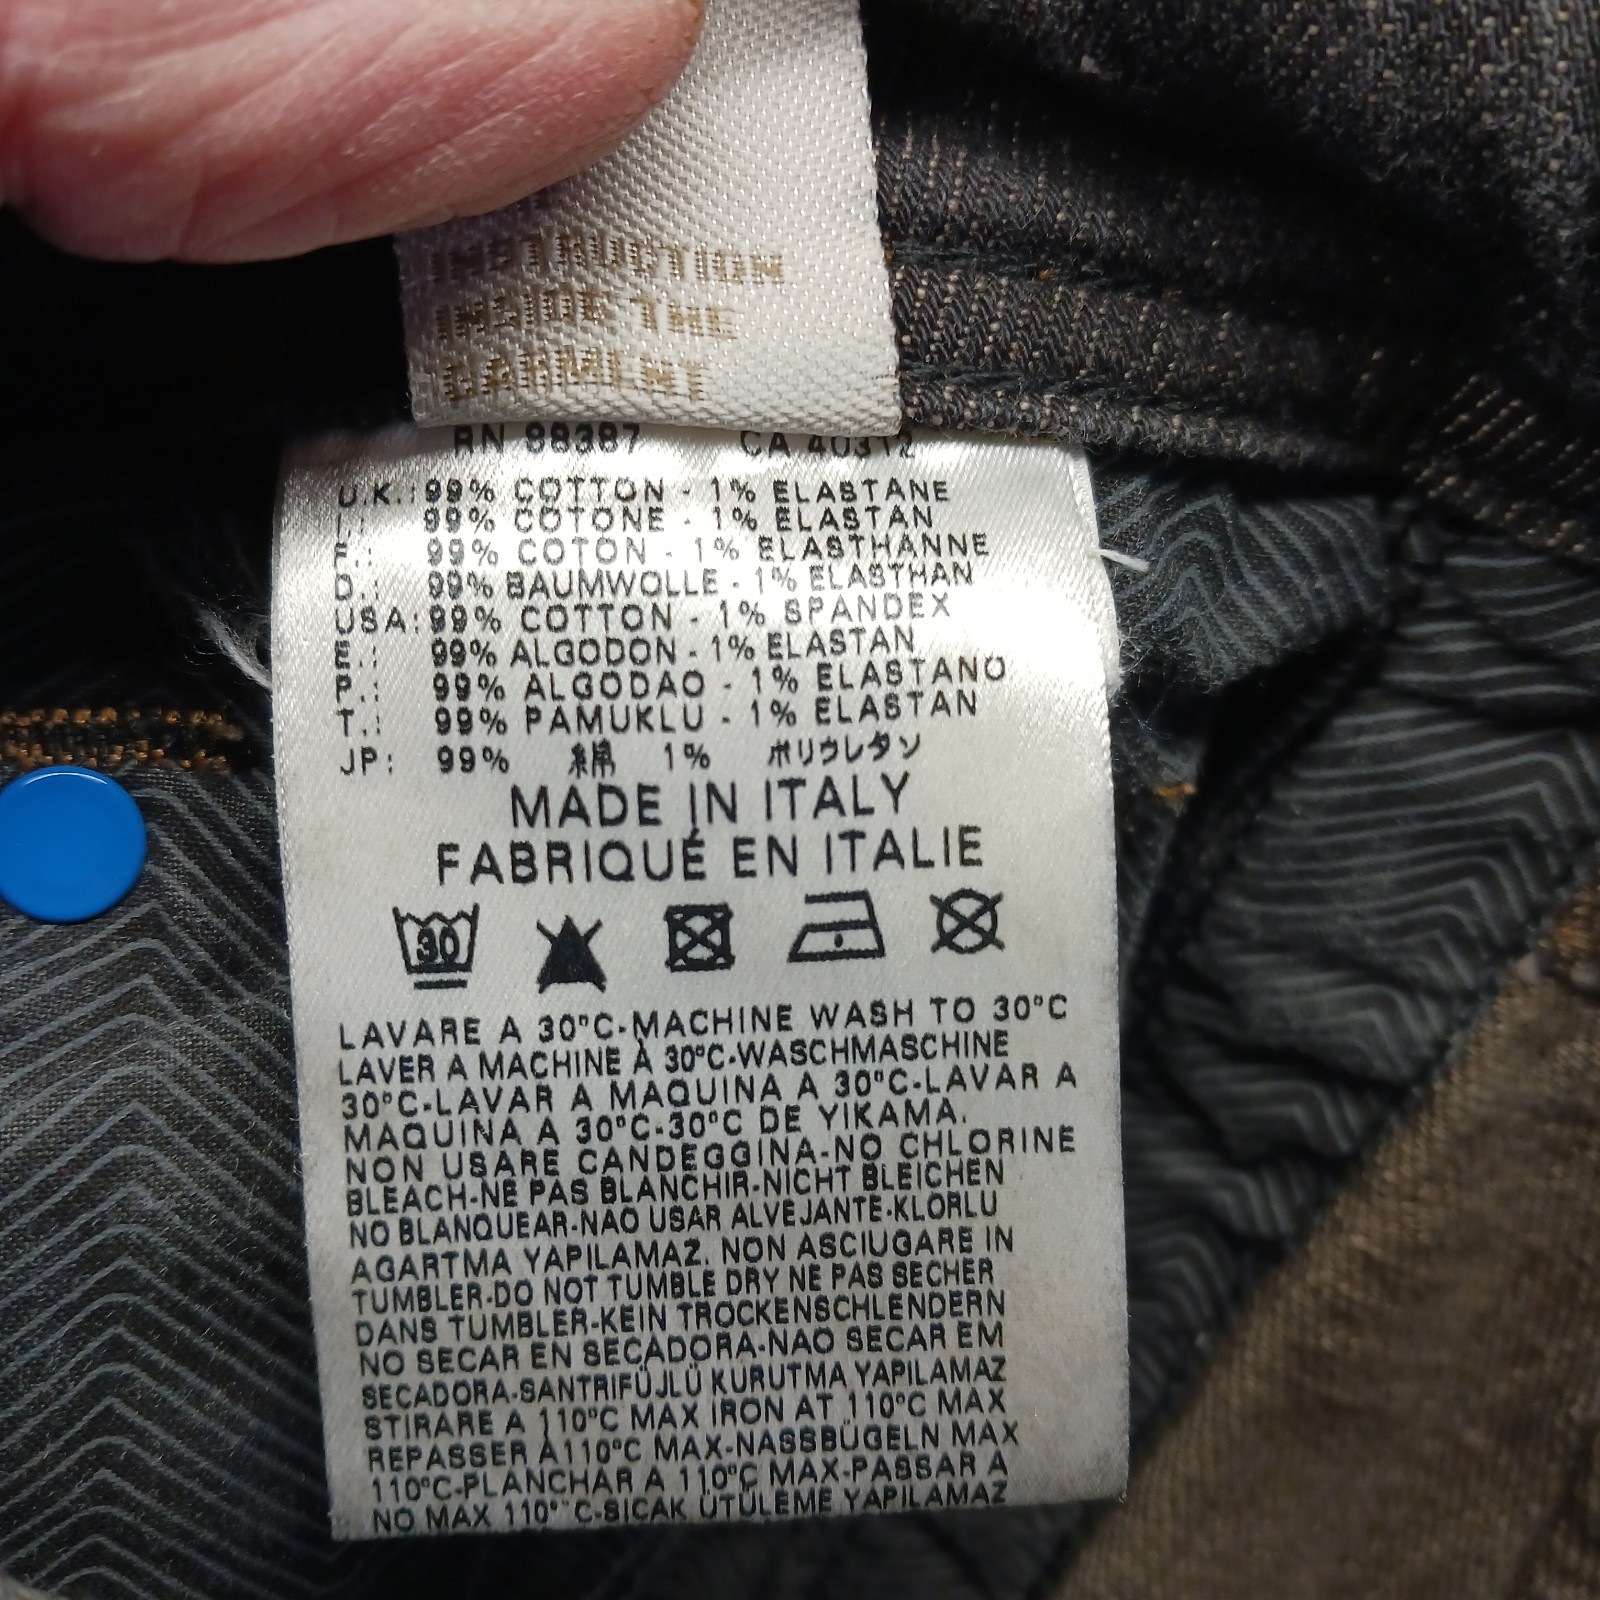 INSTRUCTION
INSIDE THE
GARMENT
RN 98387 CA 40312
U.K.: 99% COTTON - 1% ELASTANE
I.: 99% COTONE - 1% ELASTAN
F.: 99% COTON - 1% ELASTHANNE
D.: 99% BAUMWOLLE - 1% ELASTHAN
USA: 99% COTTON - 1% SPANDEX
E.: 99% ALGODON - 1% ELASTAN
P.: 99% ALGODAO - 1% ELASTANO
T.: 99% PAMUKLU - 1% ELASTAN
JP: 99% 綿 1% ポリウレタン
MADE IN ITALY
FABRIQUÉ EN ITALIE
30
LAVARE A 30°C-MACHINE WASH TO 30°C
LAVER A MACHINE À 30°C-WASCHMASCHINE
30°C-LAVAR A MAQUINA A 30°C-LAVAR A
MAQUINA A 30°C-30°C DE YIKAMA.
NON USARE CANDEGGINA-NO CHLORINE
BLEACH-NE PAS BLANCHIR-NICHT BLEICHEN
NO BLANQUEAR-NAO USAR ALVEJANTE-KLORLU
AGARTMA YAPILAMAZ. NON ASCIUGARE IN
TUMBLER-DO NOT TUMBLE DRY NE PAS SECHER
DANS TUMBLER-KEIN TROCKENSCHLENDERN
NO SECAR EN SECADORA-NAO SECAR EM
SECADORA-SANTRIFÜJLÜ KURUTMA YAPILAMAZ
STIRARE A 110°C MAX IRON AT 110°C MAX
REPASSER À 110°C MAX-NASSBÜGELN MAX
110°C-PLANCHAR A 110°C MAX-PASSAR A
NO MAX 110°C-SICAK ÜTÜLEME YAPILAMAZ